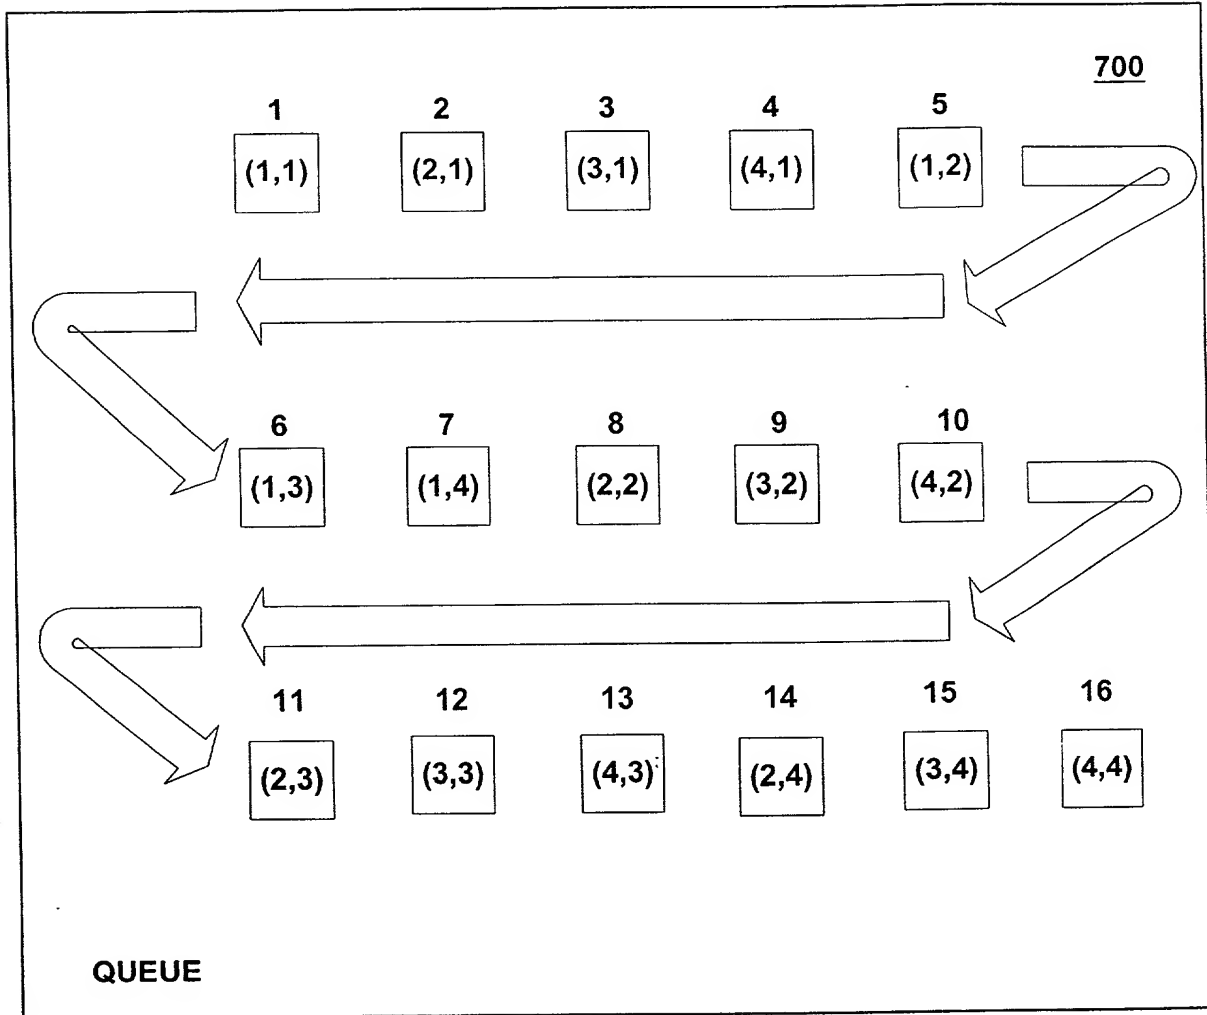 700
1 2 3 4 5
(1,1) (2,1) (3,1) (4,1) (1,2)
6 7 8 9 10
(1,3) (1,4) (2,2) (3,2) (4,2)
11 12 13 14 15 16
(2,3) (3,3) (4,3) (2,4) (3,4) (4,4)
QUEUE